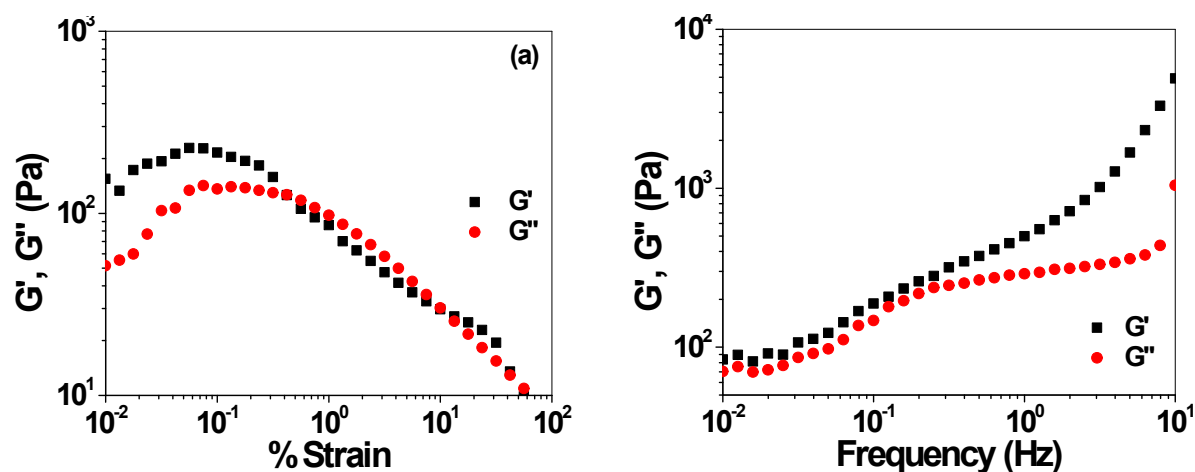 (a)
G', G'' (Pa)
10³
10²
10¹
G'
G''
10⁻² 10⁻¹ 10⁰ 10¹ 10²
% Strain
G', G'' (Pa)
10⁴
10³
10²
G'
G''
10⁻² 10⁻¹ 10⁰ 10¹
Frequency (Hz)